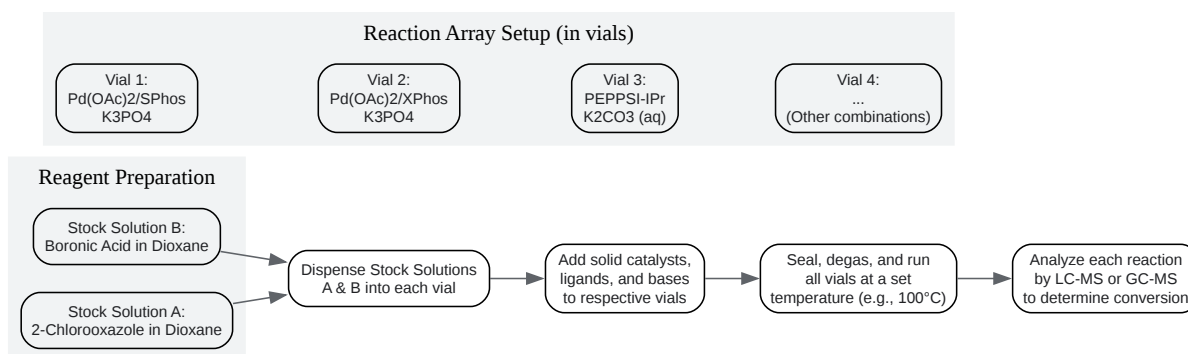 Reaction Array Setup (in vials)
Vial 1:
Pd(OAc)2/SPhos
K3PO4
Vial 2:
Pd(OAc)2/XPhos
K3PO4
Vial 3:
PEPPSI-IPr
K2CO3 (aq)
Vial 4:
...
(Other combinations)
Reagent Preparation
Stock Solution B:
Boronic Acid in Dioxane
Stock Solution A:
2-Chlorooxazole in Dioxane
Dispense Stock Solutions
A & B into each vial
Add solid catalysts,
ligands, and bases
to respective vials
Seal, degas, and run
all vials at a set
temperature (e.g., 100°C)
Analyze each reaction
by LC-MS or GC-MS
to determine conversion